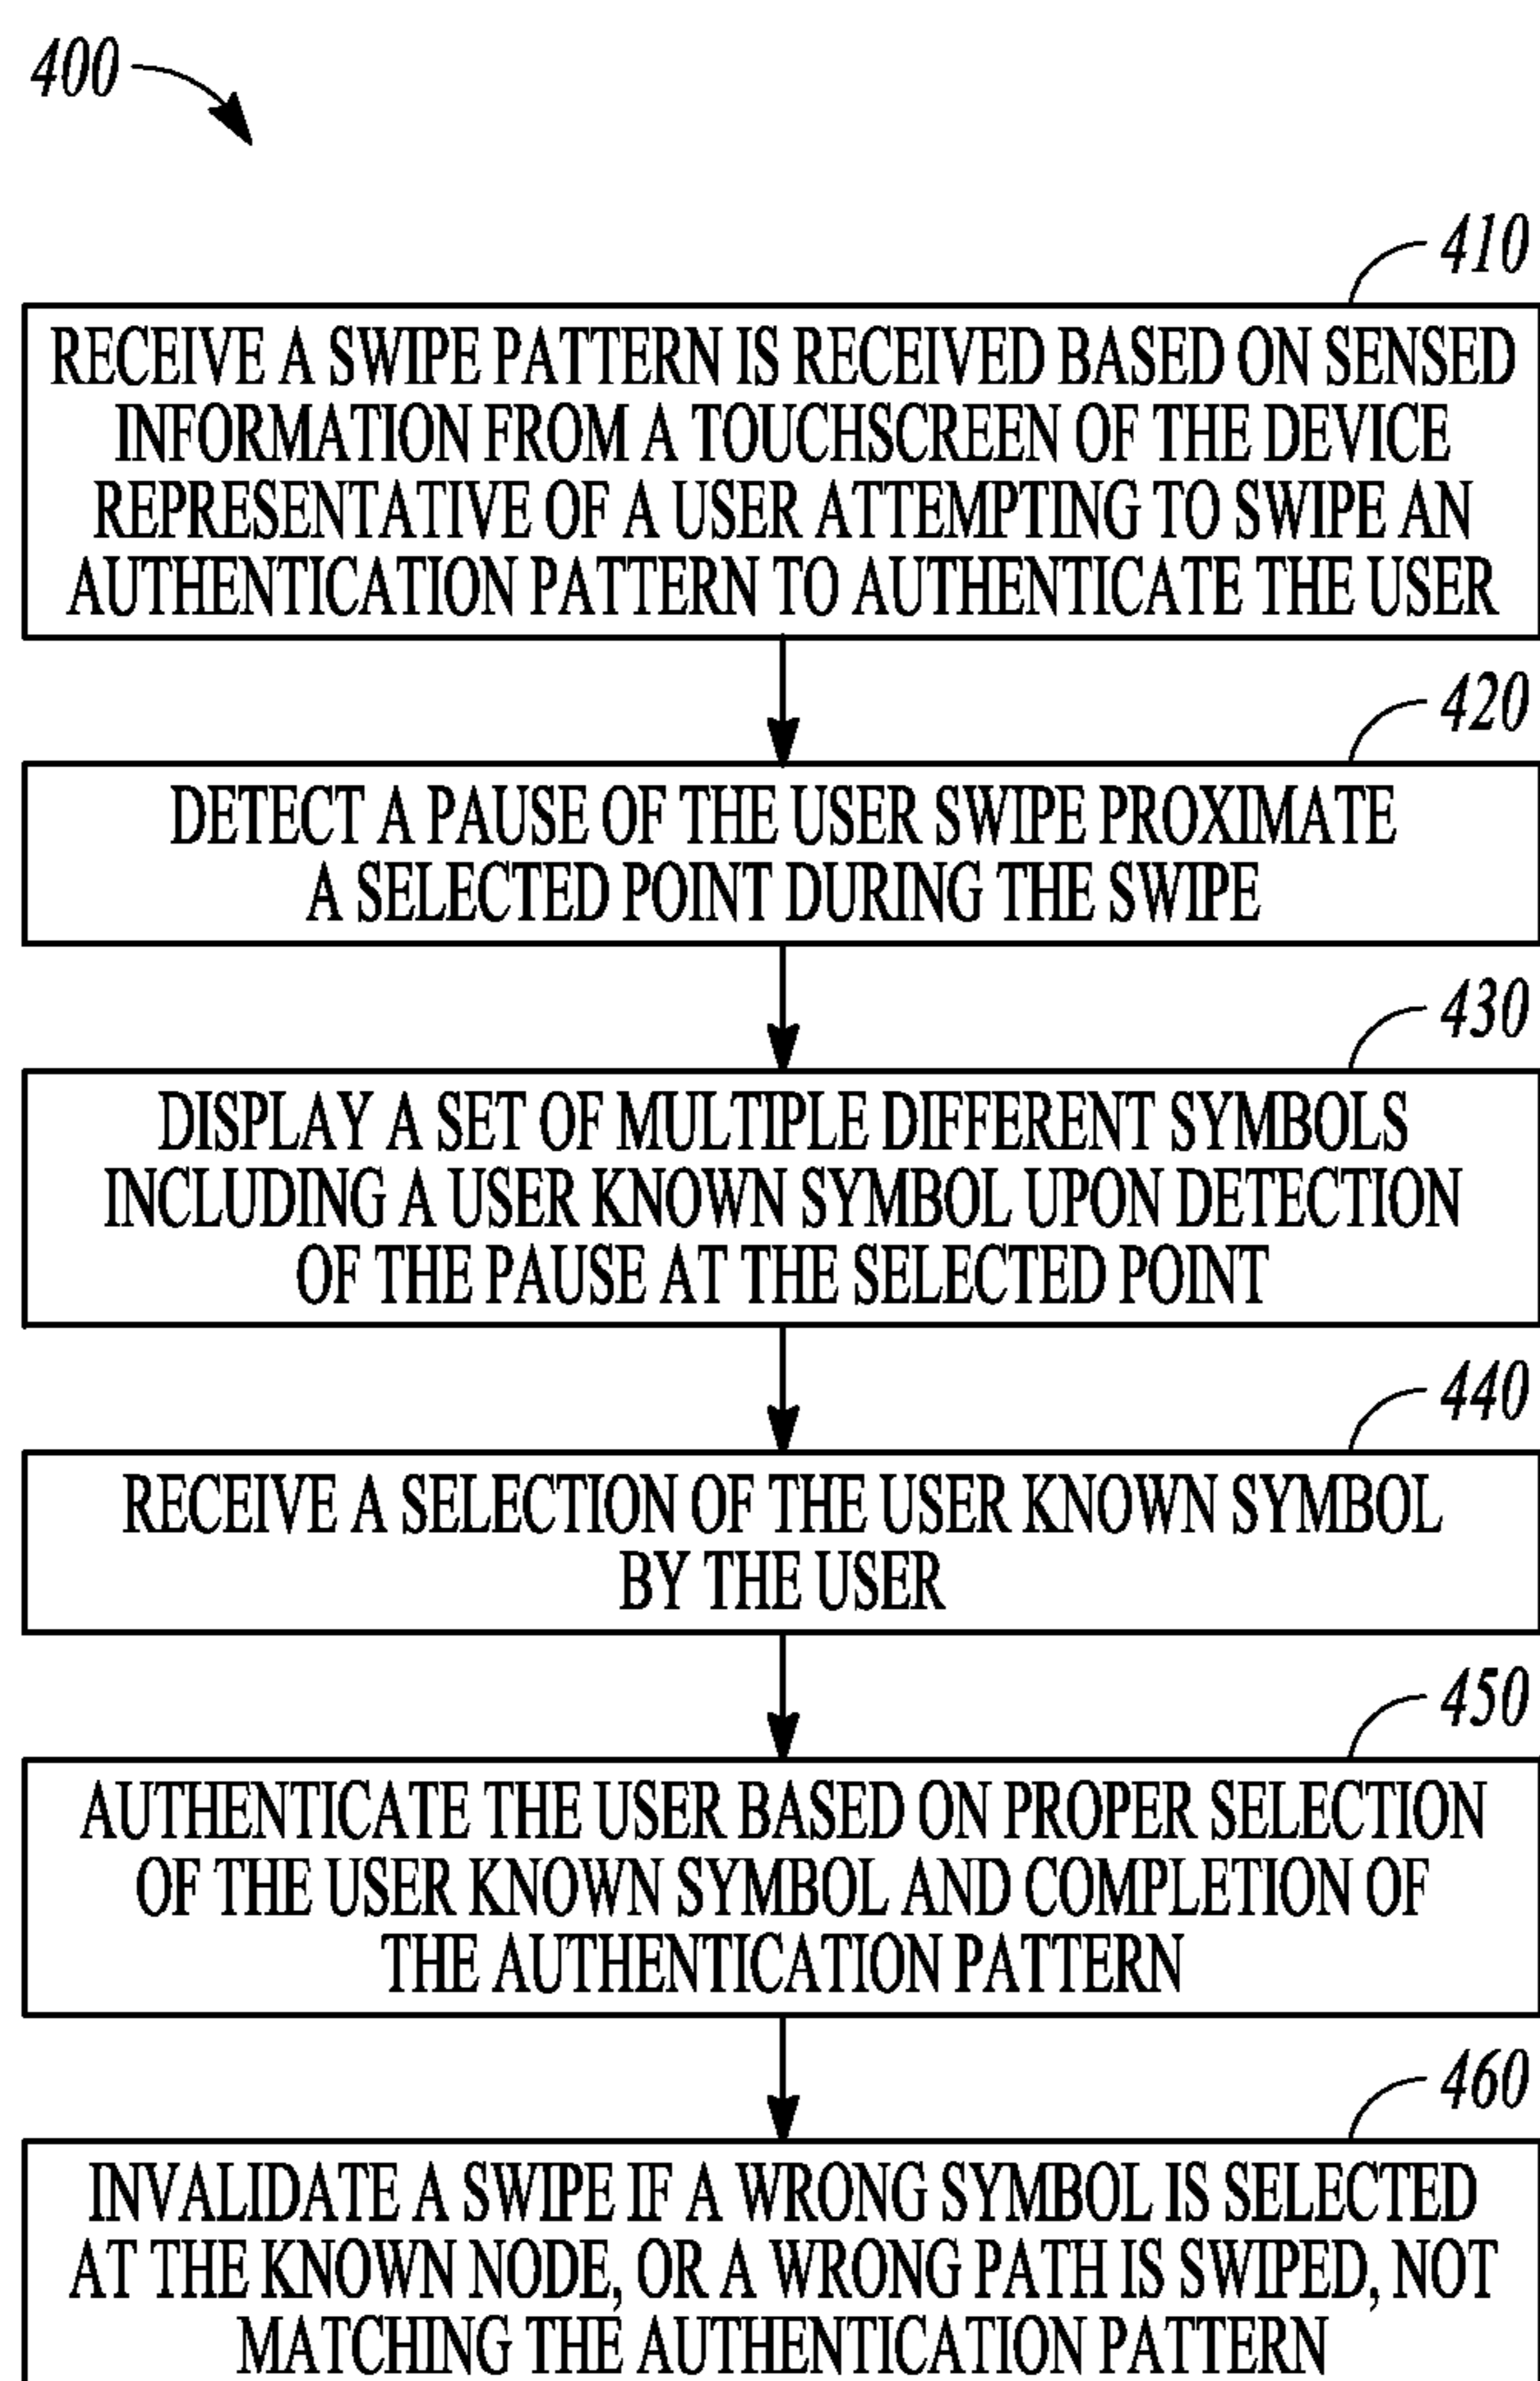 400
410
RECEIVE A SWIPE PATTERN IS RECEIVED BASED ON SENSED
INFORMATION FROM A TOUCHSCREEN OF THE DEVICE
REPRESENTATIVE OF A USER ATTEMPTING TO SWIPE AN
AUTHENTICATION PATTERN TO AUTHENTICATE THE USER
420
DETECT A PAUSE OF THE USER SWIPE PROXIMATE
A SELECTED POINT DURING THE SWIPE
430
DISPLAY A SET OF MULTIPLE DIFFERENT SYMBOLS
INCLUDING A USER KNOWN SYMBOL UPON DETECTION
OF THE PAUSE AT THE SELECTED POINT
440
RECEIVE A SELECTION OF THE USER KNOWN SYMBOL
BY THE USER
450
AUTHENTICATE THE USER BASED ON PROPER SELECTION
OF THE USER KNOWN SYMBOL AND COMPLETION OF
THE AUTHENTICATION PATTERN
460
INVALIDATE A SWIPE IF A WRONG SYMBOL IS SELECTED
AT THE KNOWN NODE, OR A WRONG PATH IS SWIPED, NOT
MATCHING THE AUTHENTICATION PATTERN